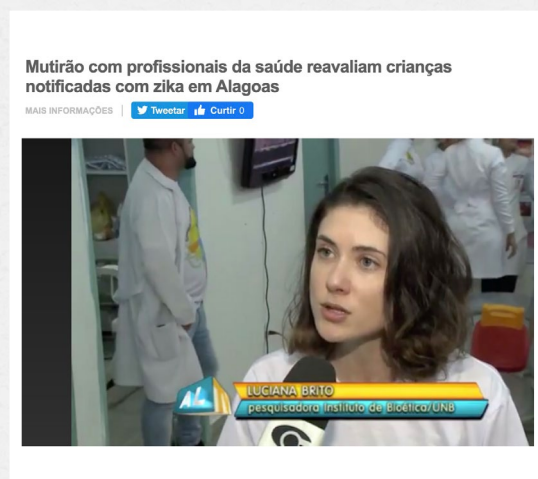 Mutirão com profissionais da saúde reavaliam crianças
notificadas com zika em Alagoas
MAIS INFORMAÇÕES | Tweetar Curtir 0
AL
LUCIANA BRITO
pesquisadora Instituto de Bioética/UNB